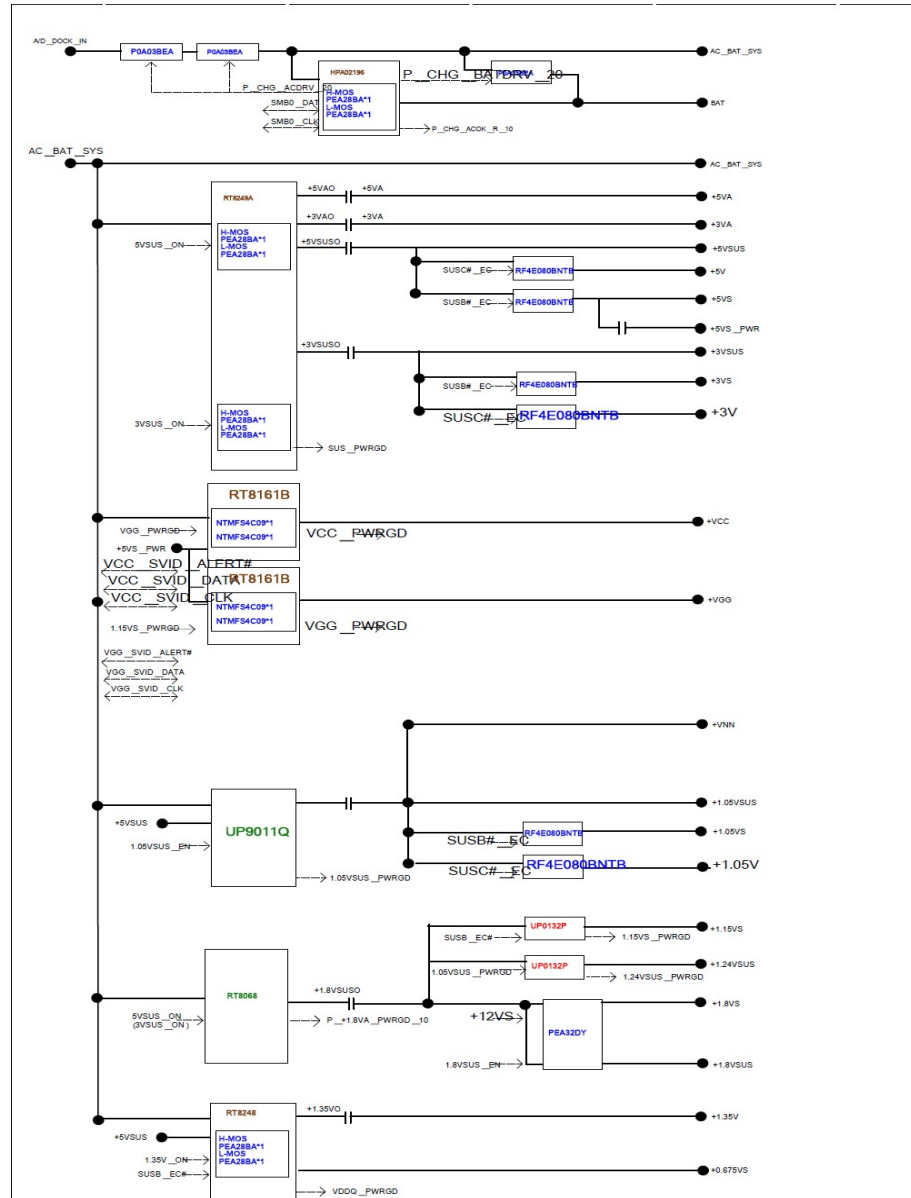 A/D_DOCK_IN
P0A03BEA
P0A03BEA
AC_BAT_SYS
HPA02196
P_CHG_BATDRV_20
P_CHG_ACDRV_20
H-MOS
PEA28BA*1
L-MOS
PEA28BA*1
SMB0_DAT
BAT
SMB0_CLK
P_CHG_ACOK_R_10
AC_BAT_SYS
AC_BAT_SYS
RT8249A
+5VAO
+5VA
+5VA
+3VAO
+3VA
+3VA
H-MOS
PEA28BA*1
L-MOS
PEA28BA*1
5VSUS_ON
+5VSUSO
+5VSUS
SUSC#_EC
RF4E080BNTB
+5V
SUSB#_EC
RF4E080BNTB
+5VS
+5VS_PWR
+3VSUSO
+3VSUS
SUSB#_EC
RF4E080BNTB
+3VS
SUSC#_EC
RF4E080BNTB
+3V
H-MOS
PEA28BA*1
L-MOS
PEA28BA*1
3VSUS_ON
SUS_PWRGD
RT8161B
VGG_PWRGD
NTMFS4C09*1
NTMFS4C09*1
VCC_PWRGD
+VCC
+5VS_PWR
VCC_SVID_ALERT#
RT8161B
VCC_SVID_DATA
VCC_SVID_CLK
NTMFS4C09*1
NTMFS4C09*1
+VGG
1.15VS_PWRGD
VGG_PWRGD
VGG_SVID_ALERT#
VGG_SVID_DATA
VGG_SVID_CLK
+VNN
+1.05VSUS
+5VSUS
UP9011Q
1.05VSUS_EN
SUSB#_EC
RF4E080BNTB
+1.05VS
SUSC#_EC
RF4E080BNTB
+1.05V
1.05VSUS_PWRGD
UP0132P
+1.15VS
SUSB_EC#
1.15VS_PWRGD
UP0132P
+1.24VSUS
1.05VSUS_PWRGD
1.24VSUS_PWRGD
RT8068
+1.8VSUSO
+1.8VS
5VSUS_ON
(3VSUS_ON )
P_+1.8VA_PWRGD_10
+12VS
PEA32DY
1.8VSUS_EN
+1.8VSUS
RT8248
+1.35VO
+1.35V
+5VSUS
H-MOS
PEA28BA*1
L-MOS
PEA28BA*1
1.35V_ON
SUSB_EC#
+0.675VS
VDDQ_PWRGD